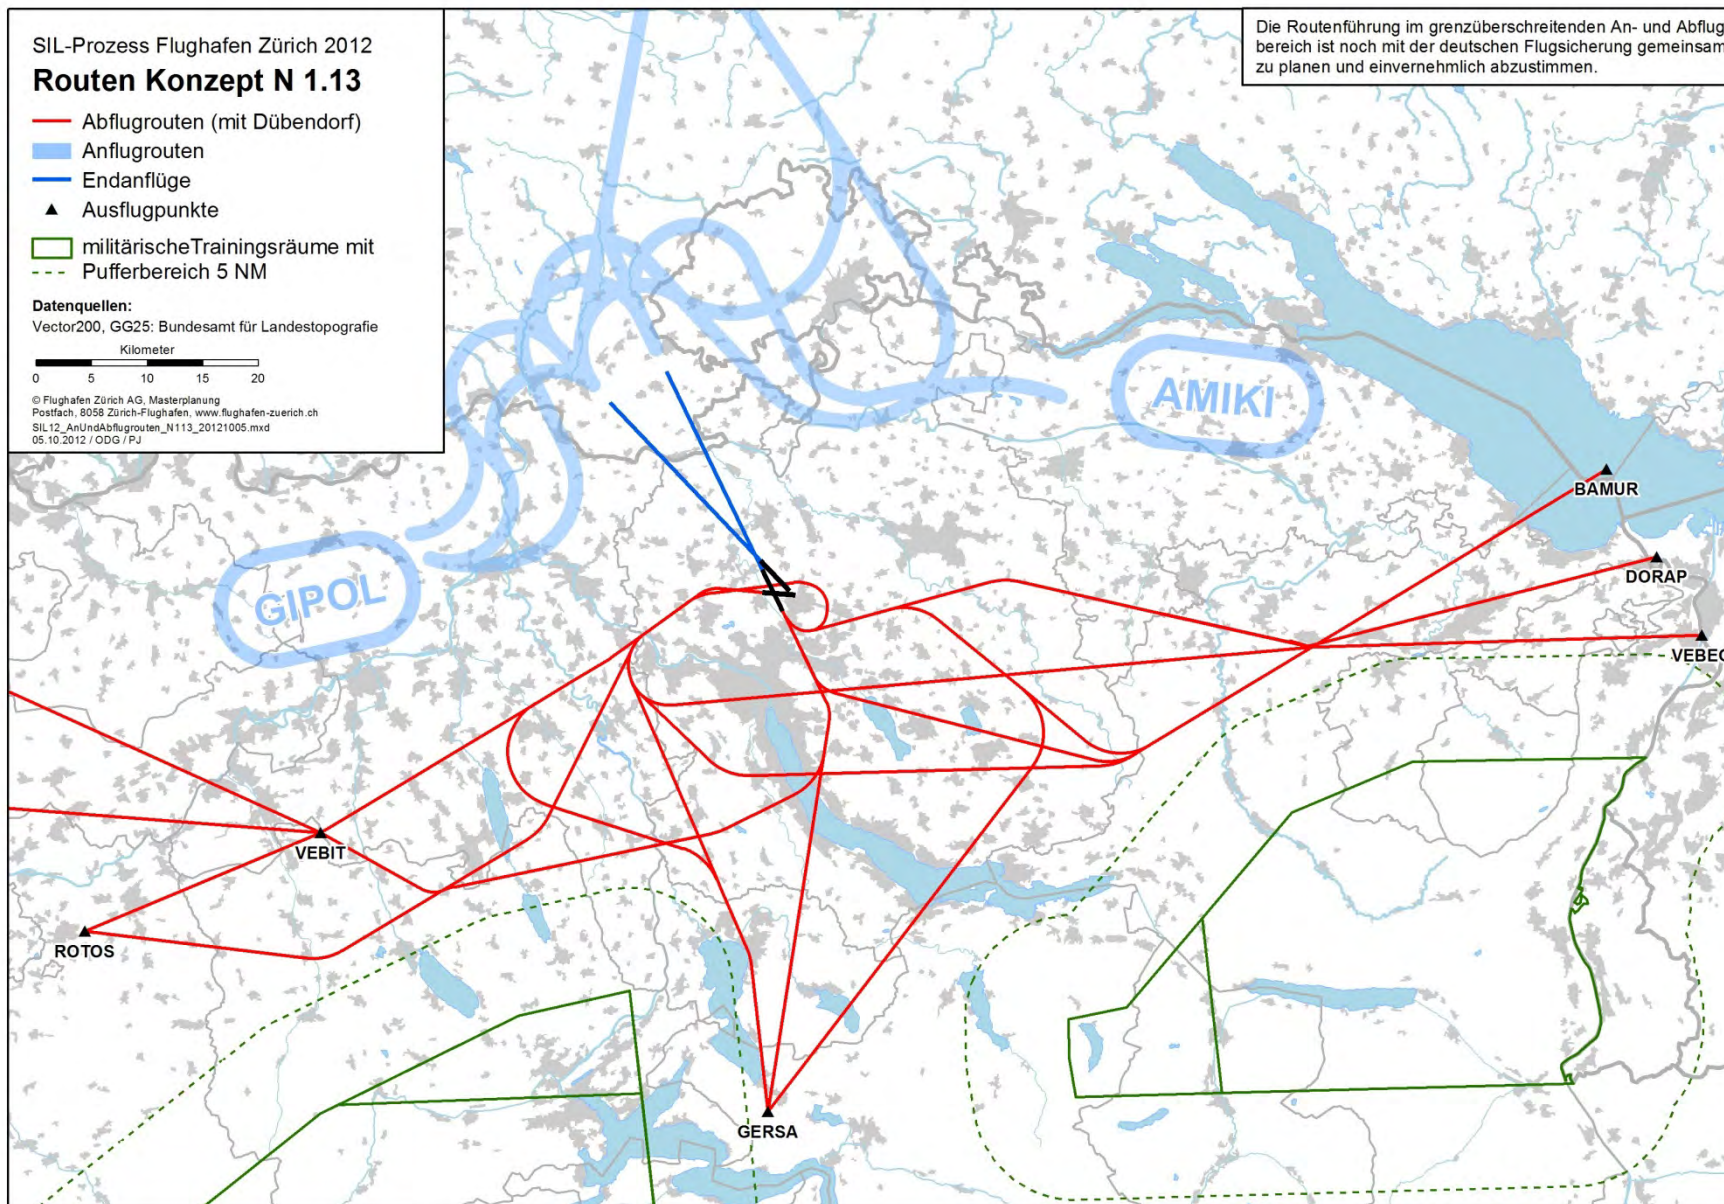 SIL-Prozess Flughafen Zürich 2012
Routen Konzept N 1.13
Abflugrouten (mit Dübendorf)
Anflugrouten
Endanflüge
Ausflugpunkte
militärischeTrainingsräume mit
Pufferbereich 5 NM
Datenquellen:
Vector200, GG25: Bundesamt für Landestopografie
Kilometer
0 5 10 15 20
© Flughafen Zürich AG, Masterplanung
Postfach, 8058 Zürich-Flughafen, www.flughafen-zuerich.ch
SIL12_AnUndAbflugrouten_N113_20121005.mxd
05.10.2012 / ODG / PJ
Die Routenführung im grenzüberschreitenden An- und Abflug
bereich ist noch mit der deutschen Flugsicherung gemeinsam
zu planen und einvernehmlich abzustimmen.
AMIKI
BAMUR
DORAP
GIPOL
VEBEG
VEBIT
ROTOS
GERSA